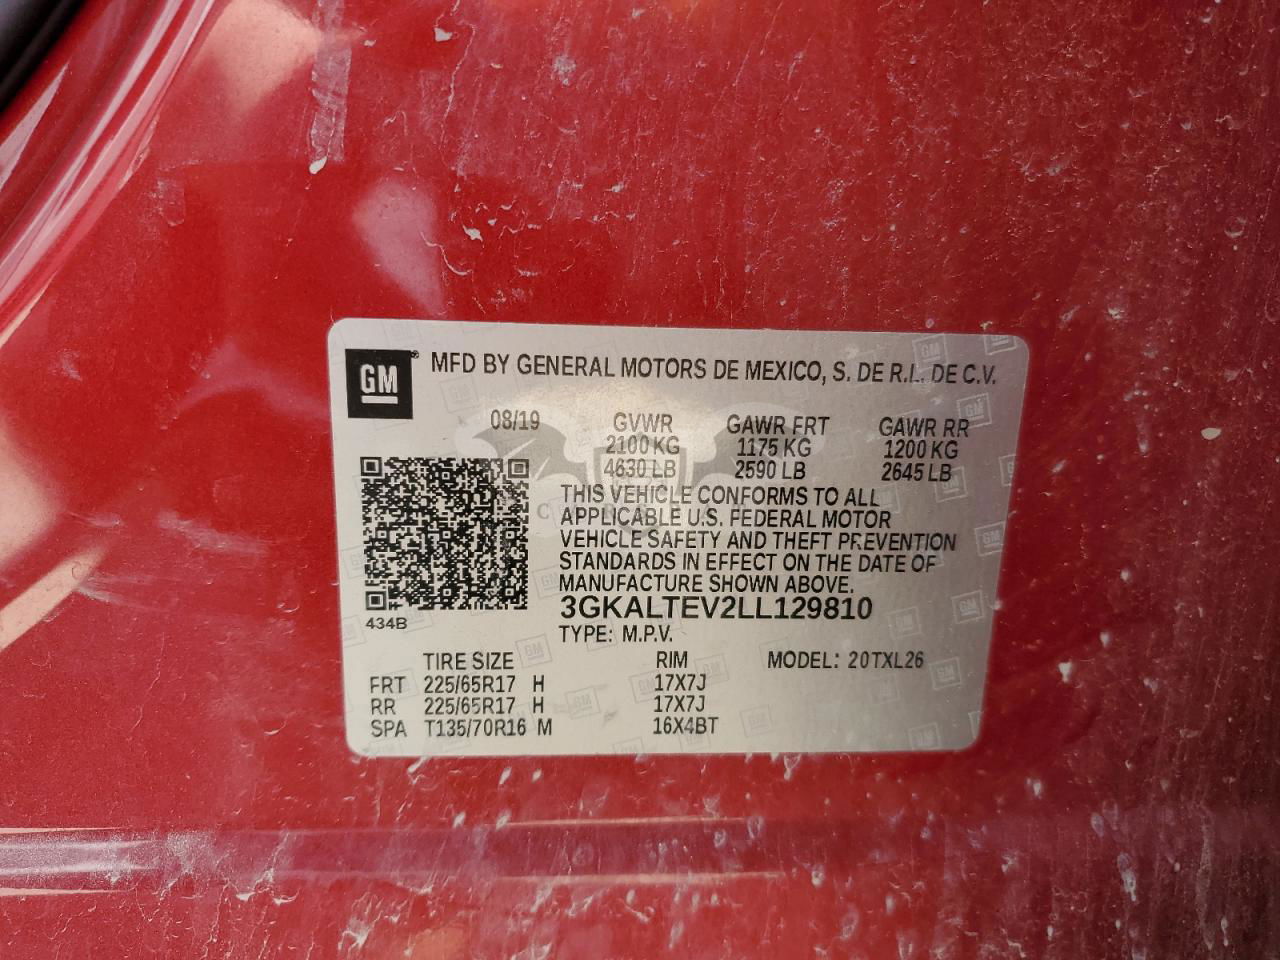 GM
MFD BY GENERAL MOTORS DE MEXICO, S. DE R.L. DE C.V.
08/19 GVWR GAWR FRT GAWR RR
2100 KG 1175 KG 1200 KG
4630 LB 2590 LB 2645 LB
THIS VEHICLE CONFORMS TO ALL
APPLICABLE U.S. FEDERAL MOTOR
VEHICLE SAFETY AND THEFT PREVENTION
STANDARDS IN EFFECT ON THE DATE OF
MANUFACTURE SHOWN ABOVE.
3GKALTEV2LL129810
434B
TYPE: M.P.V.
TIRE SIZE RIM MODEL: 20TXL26
FRT 225/65R17 H 17X7J
RR 225/65R17 H 17X7J
SPA T135/70R16 M 16X4BT